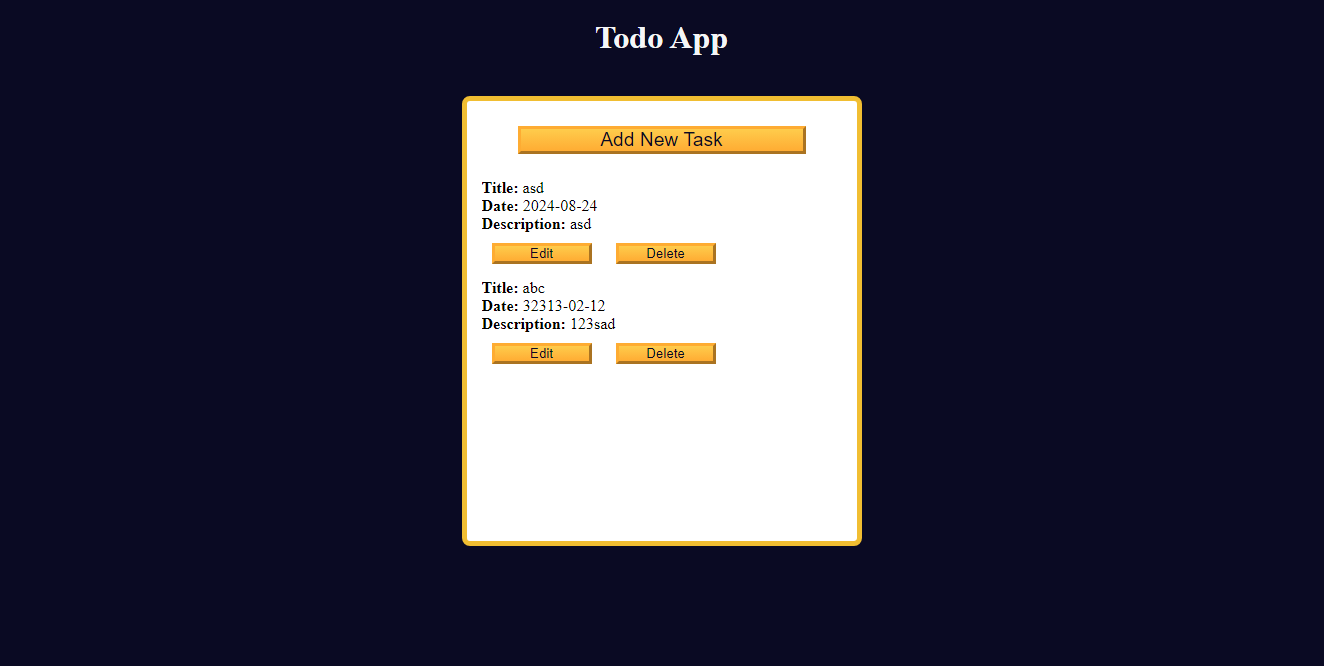 Todo App
Add New Task
Title: asd
Date: 2024-08-24
Description: asd
Edit Delete
Title: abc
Date: 32313-02-12
Description: 123sad
Edit Delete